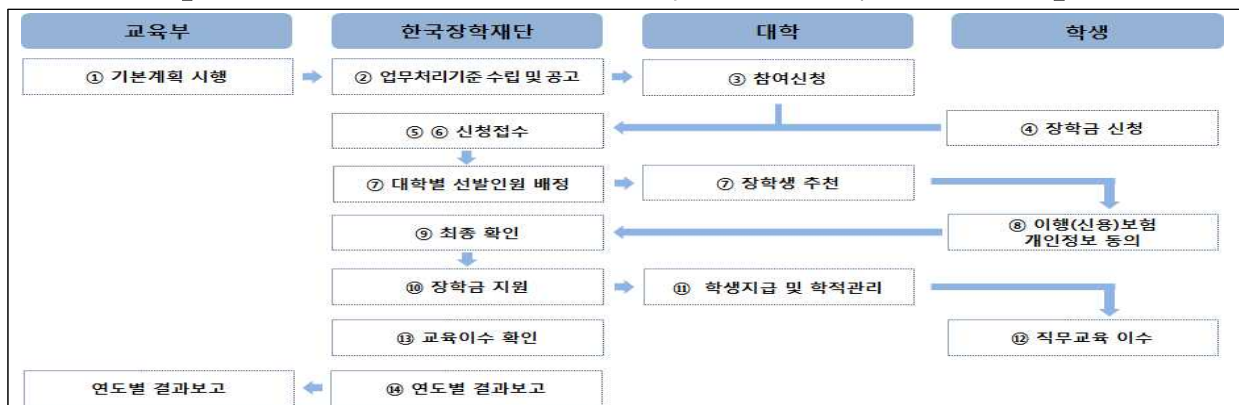 교육부 한국장학재단 대학 학생
① 기본계획 시행 ② 업무처리기준 수립 및 공고 ③ 참여신청
⑤ ⑥ 신청접수 ④ 장학금 신청
⑦ 대학별 선발인원 배정 ⑦ 장학생 추천
⑨ 최종 확인 ⑧ 이행(신용)보험
개인정보 동의
⑩ 장학금 지원 ⑪ 학생지급 및 학적관리
⑬ 교육이수 확인 ⑫ 직무교육 이수
연도별 결과보고 ⑭ 연도별 결과보고